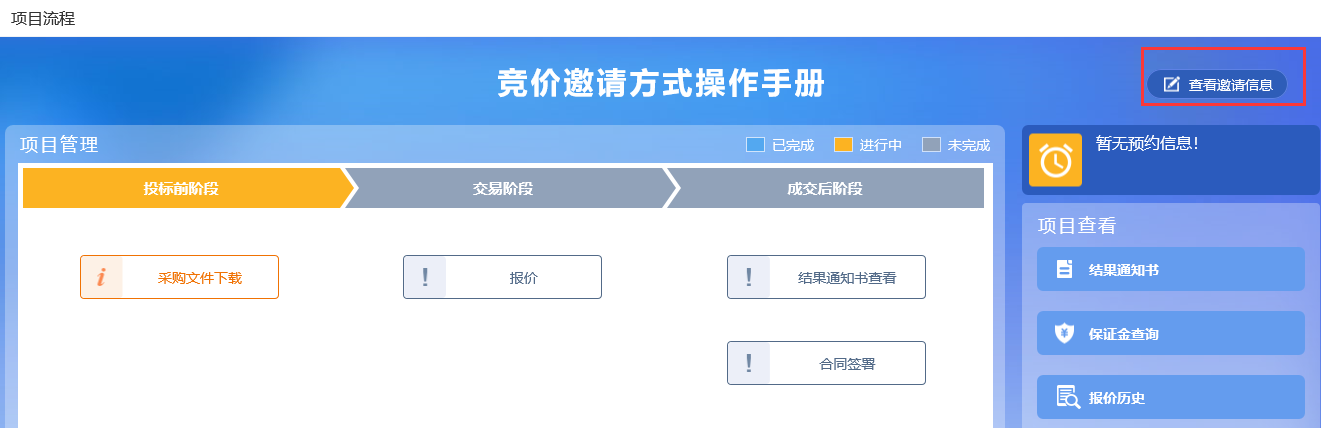 项目流程
竞价邀请方式操作手册
查看邀请信息
项目管理
已完成 进行中 未完成
暂无预约信息！
投标前阶段 交易阶段 成交后阶段
项目查看
采购文件下载 报价 结果通知书查看
结果通知书
保证金查询
合同签署
报价历史